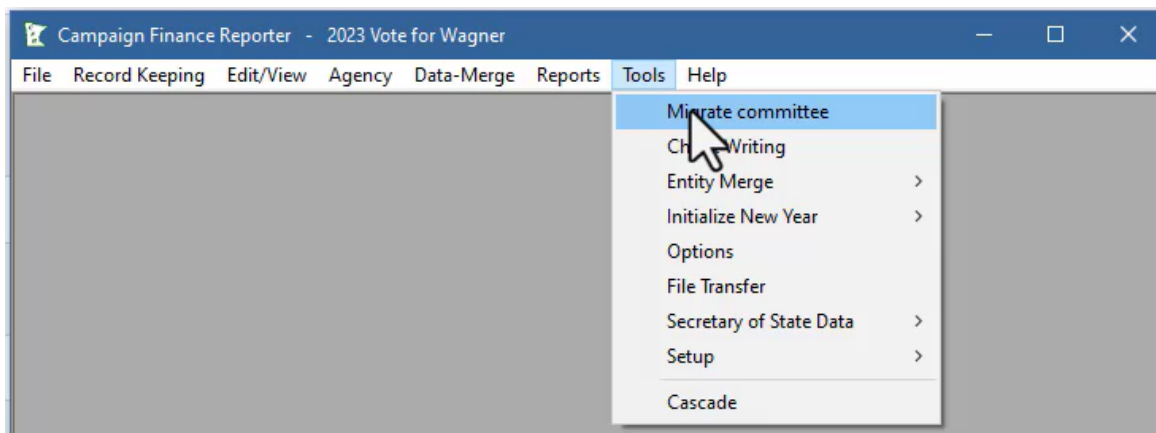 Campaign Finance Reporter - 2023 Vote for Wagner
File Record Keeping Edit/View Agency Data-Merge Reports Tools Help
Migrate committee
Writing
Entity Merge
Initialize New Year
Options
File Transfer
Secretary of State Data
Setup
Cascade